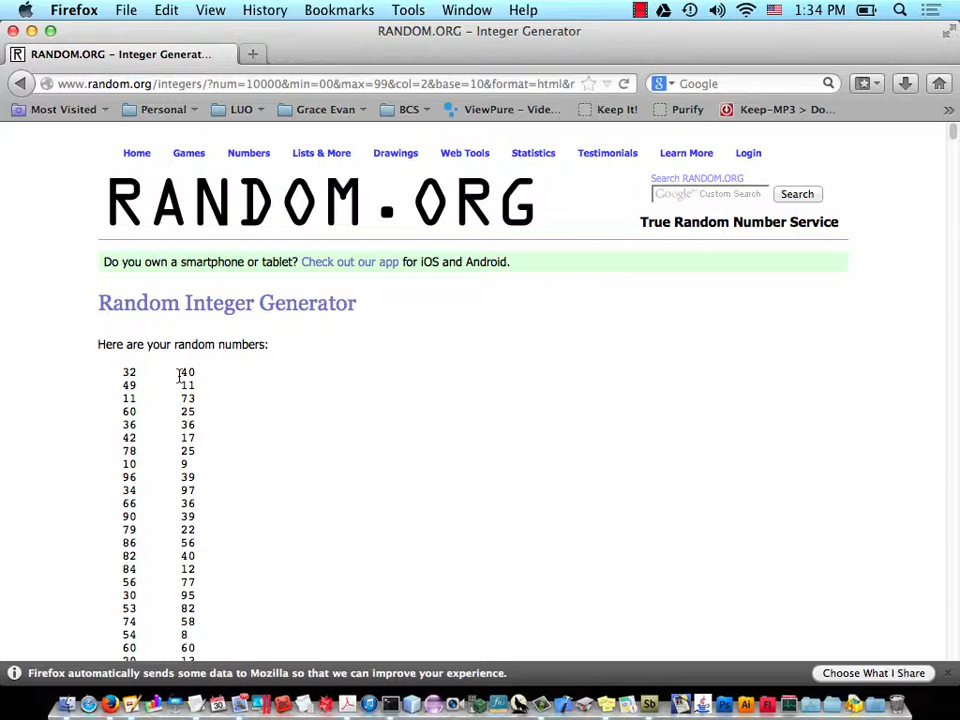 Firefox File Edit View History Bookmarks Tools Window Help 1:34 PM
RANDOM.ORG - Integer Generator
RANDOM.ORG - Integer Generat...
www.random.org/integers/?num=10000&min=00&max=99&col=2&base=10&format=html&r Google
Most Visited Personal LUO Grace Evan BCS ViewPure - Vide... Keep It! Purify Keep-MP3 > Do...
Home Games Numbers Lists & More Drawings Web Tools Statistics Testimonials Learn More Login
Search RANDOM.ORG
RANDOM.ORG
Google™ Custom Search Search
True Random Number Service
Do you own a smartphone or tablet? Check out our app for iOS and Android.
Random Integer Generator
Here are your random numbers:
32 40
49 11
11 73
60 25
36 36
42 17
78 25
10 9
96 39
34 97
66 36
90 39
79 22
86 56
82 40
84 12
56 77
30 95
53 82
74 58
54 8
60 60
Firefox automatically sends some data to Mozilla so that we can improve your experience. Choose What I Share